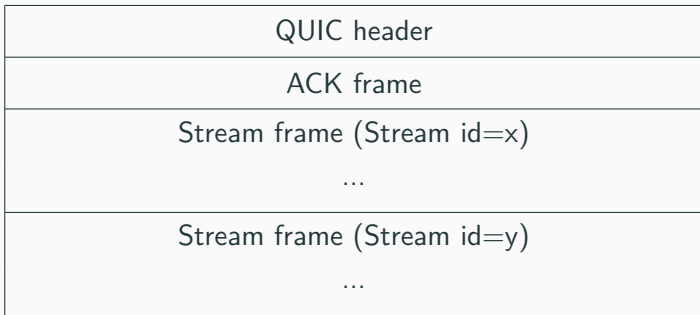 QUIC header
ACK frame
Stream frame (Stream id=x)
...
Stream frame (Stream id=y)
...